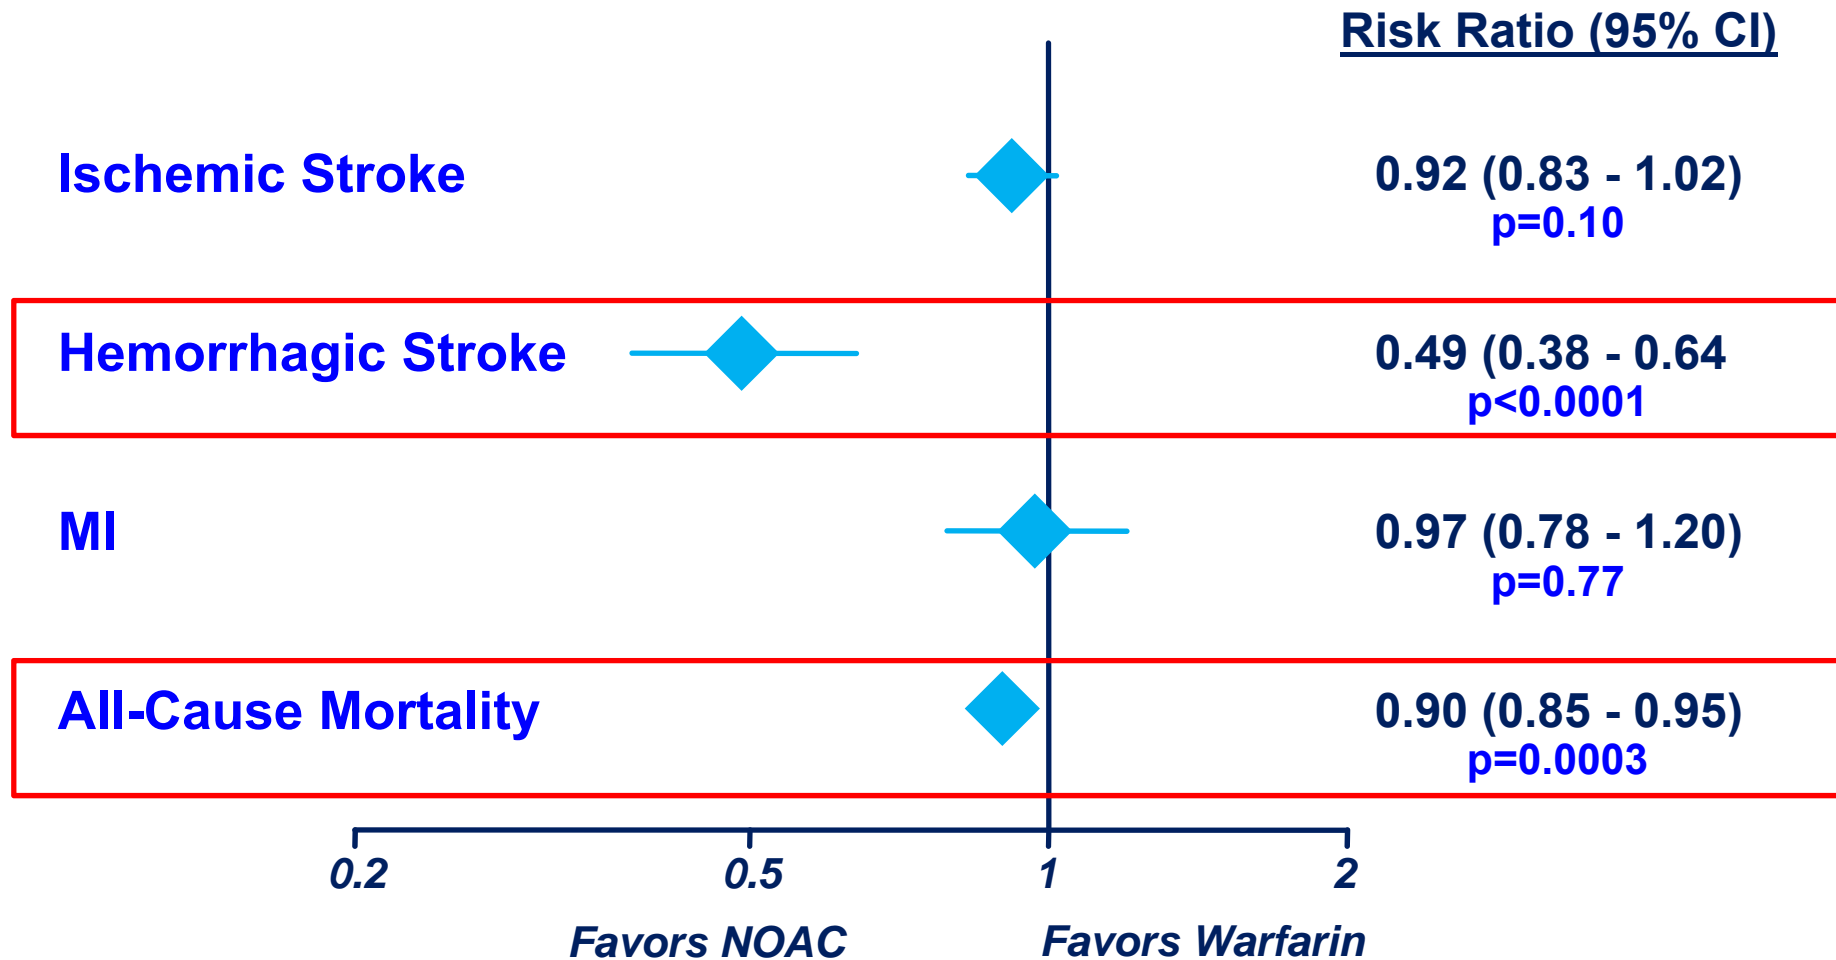 Risk Ratio (95% CI)
Ischemic Stroke
0.92 (0.83 - 1.02)
p=0.10
Hemorrhagic Stroke
0.49 (0.38 - 0.64
p<0.0001
MI
0.97 (0.78 - 1.20)
p=0.77
All-Cause Mortality
0.90 (0.85 - 0.95)
p=0.0003
0.2 0.5 1 2
Favors NOAC Favors Warfarin